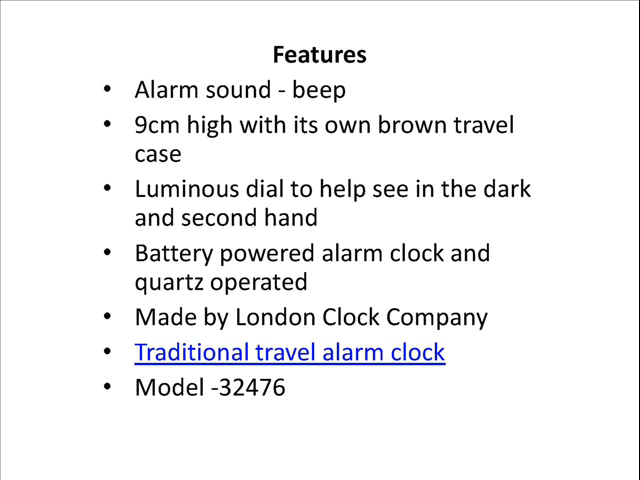 Features
• Alarm sound - beep
• 9cm high with its own brown travel
case
• Luminous dial to help see in the dark
and second hand
• Battery powered alarm clock and
quartz operated
• Made by London Clock Company
• Traditional travel alarm clock
• Model -32476